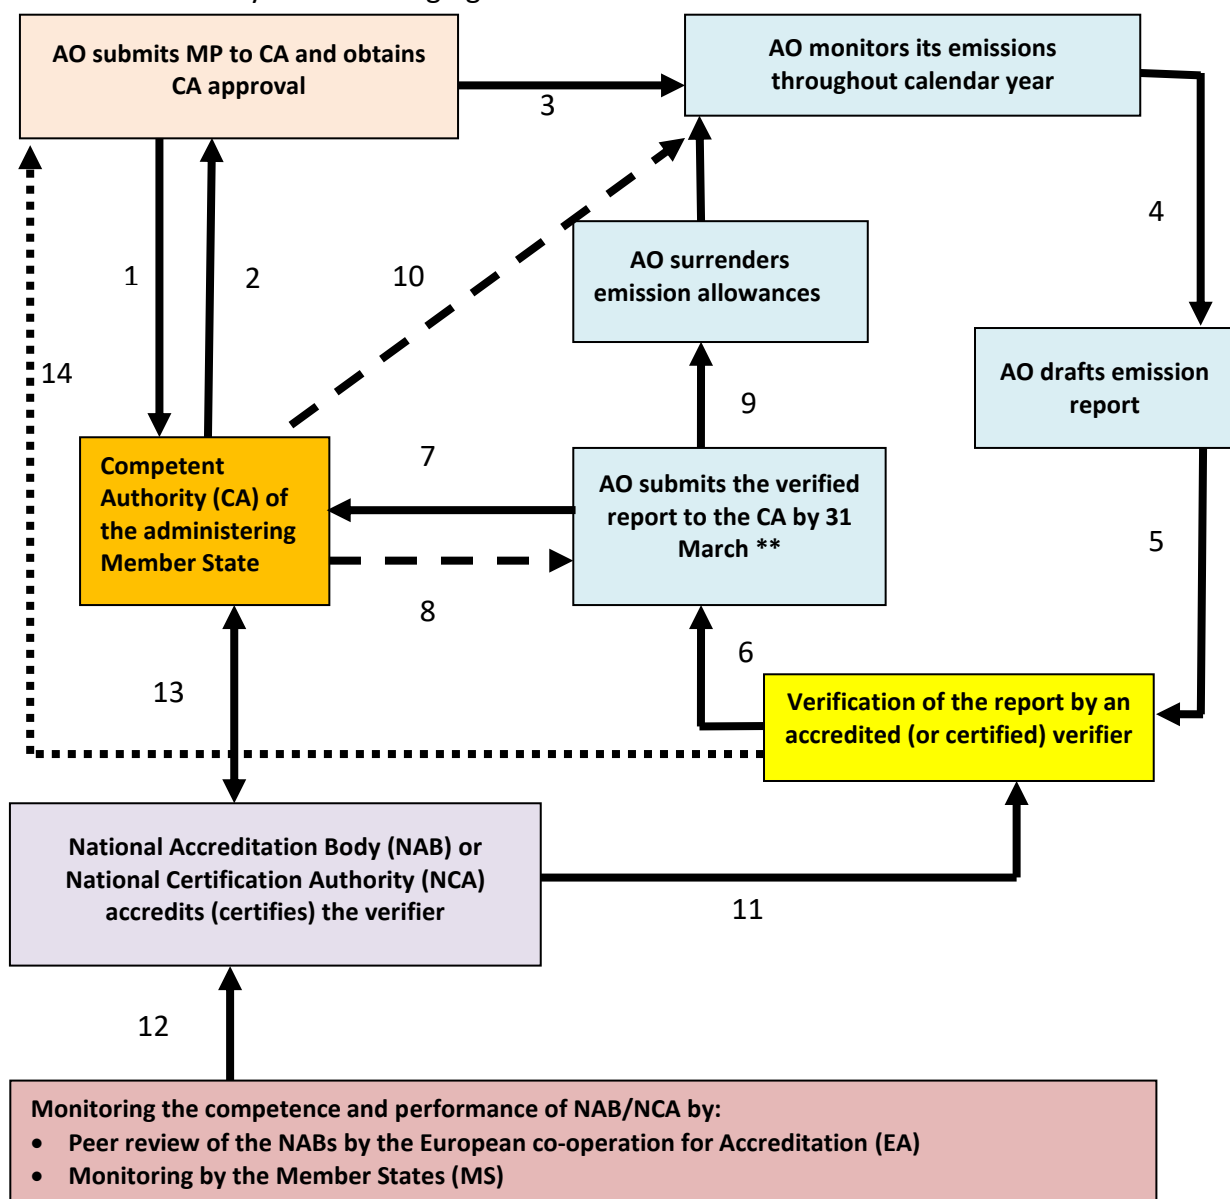 AO submits MP to CA and obtains
CA approval
AO monitors its emissions
throughout calendar year
3
4
1
2
10
AO surrenders
emission allowances
14
AO drafts emission
report
9
7
Competent
Authority (CA) of
the administering
Member State
AO submits the verified
report to the CA by 31
March **
5
8
6
13
Verification of the report by an
accredited (or certified) verifier
National Accreditation Body (NAB) or
National Certification Authority (NCA)
accredits (certifies) the verifier
11
12
Monitoring the competence and performance of NAB/NCA by:
• Peer review of the NABs by the European co-operation for Accreditation (EA)
• Monitoring by the Member States (MS)